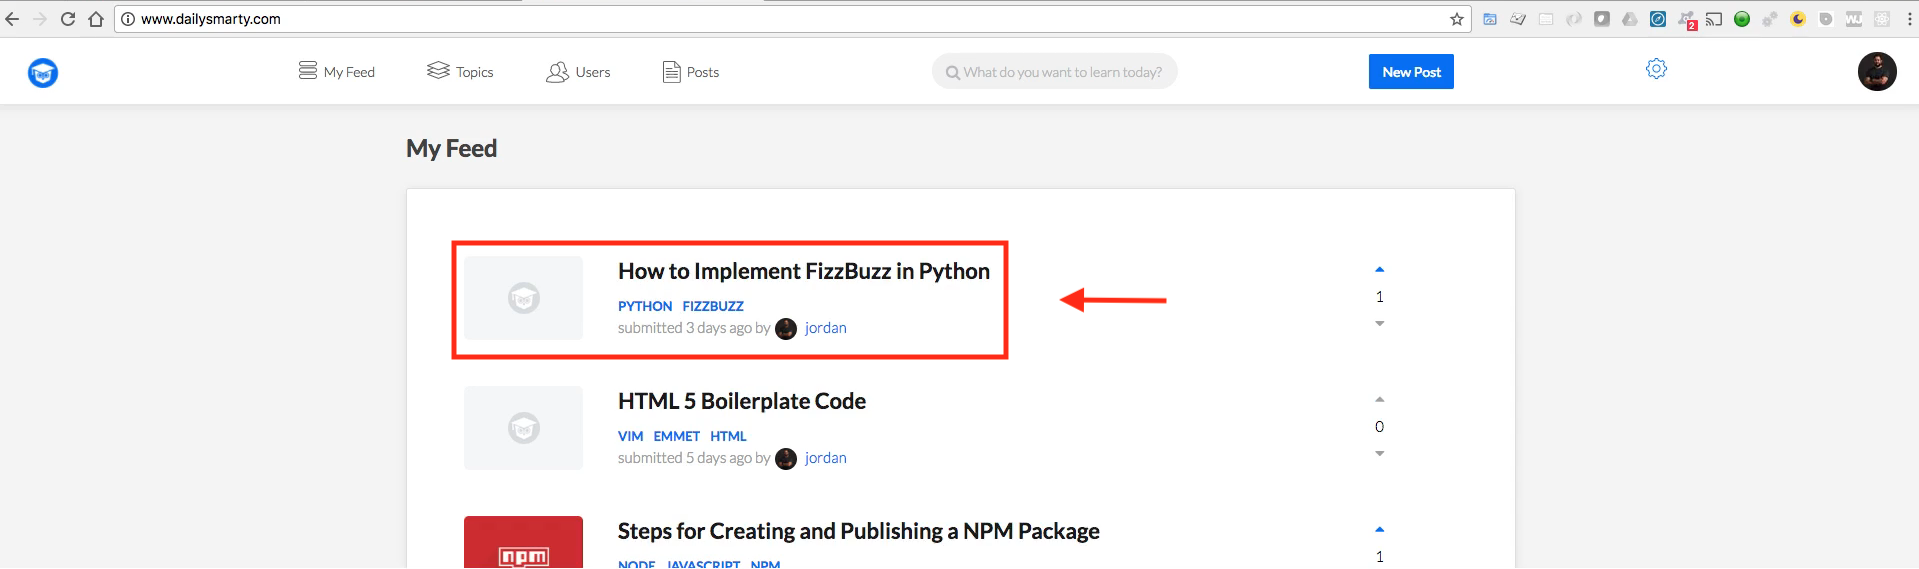 www.dailysmarty.com
2
WJ
My Feed
Topics
Users
Posts
What do you want to learn today?
New Post
My Feed
How to Implement FizzBuzz in Python
PYTHON FIZZBUZZ
submitted 3 days ago by jordan
1
HTML 5 Boilerplate Code
VIM EMMET HTML
submitted 5 days ago by jordan
0
npm
Steps for Creating and Publishing a NPM Package
NODE JAVASCRIPT NPM
1